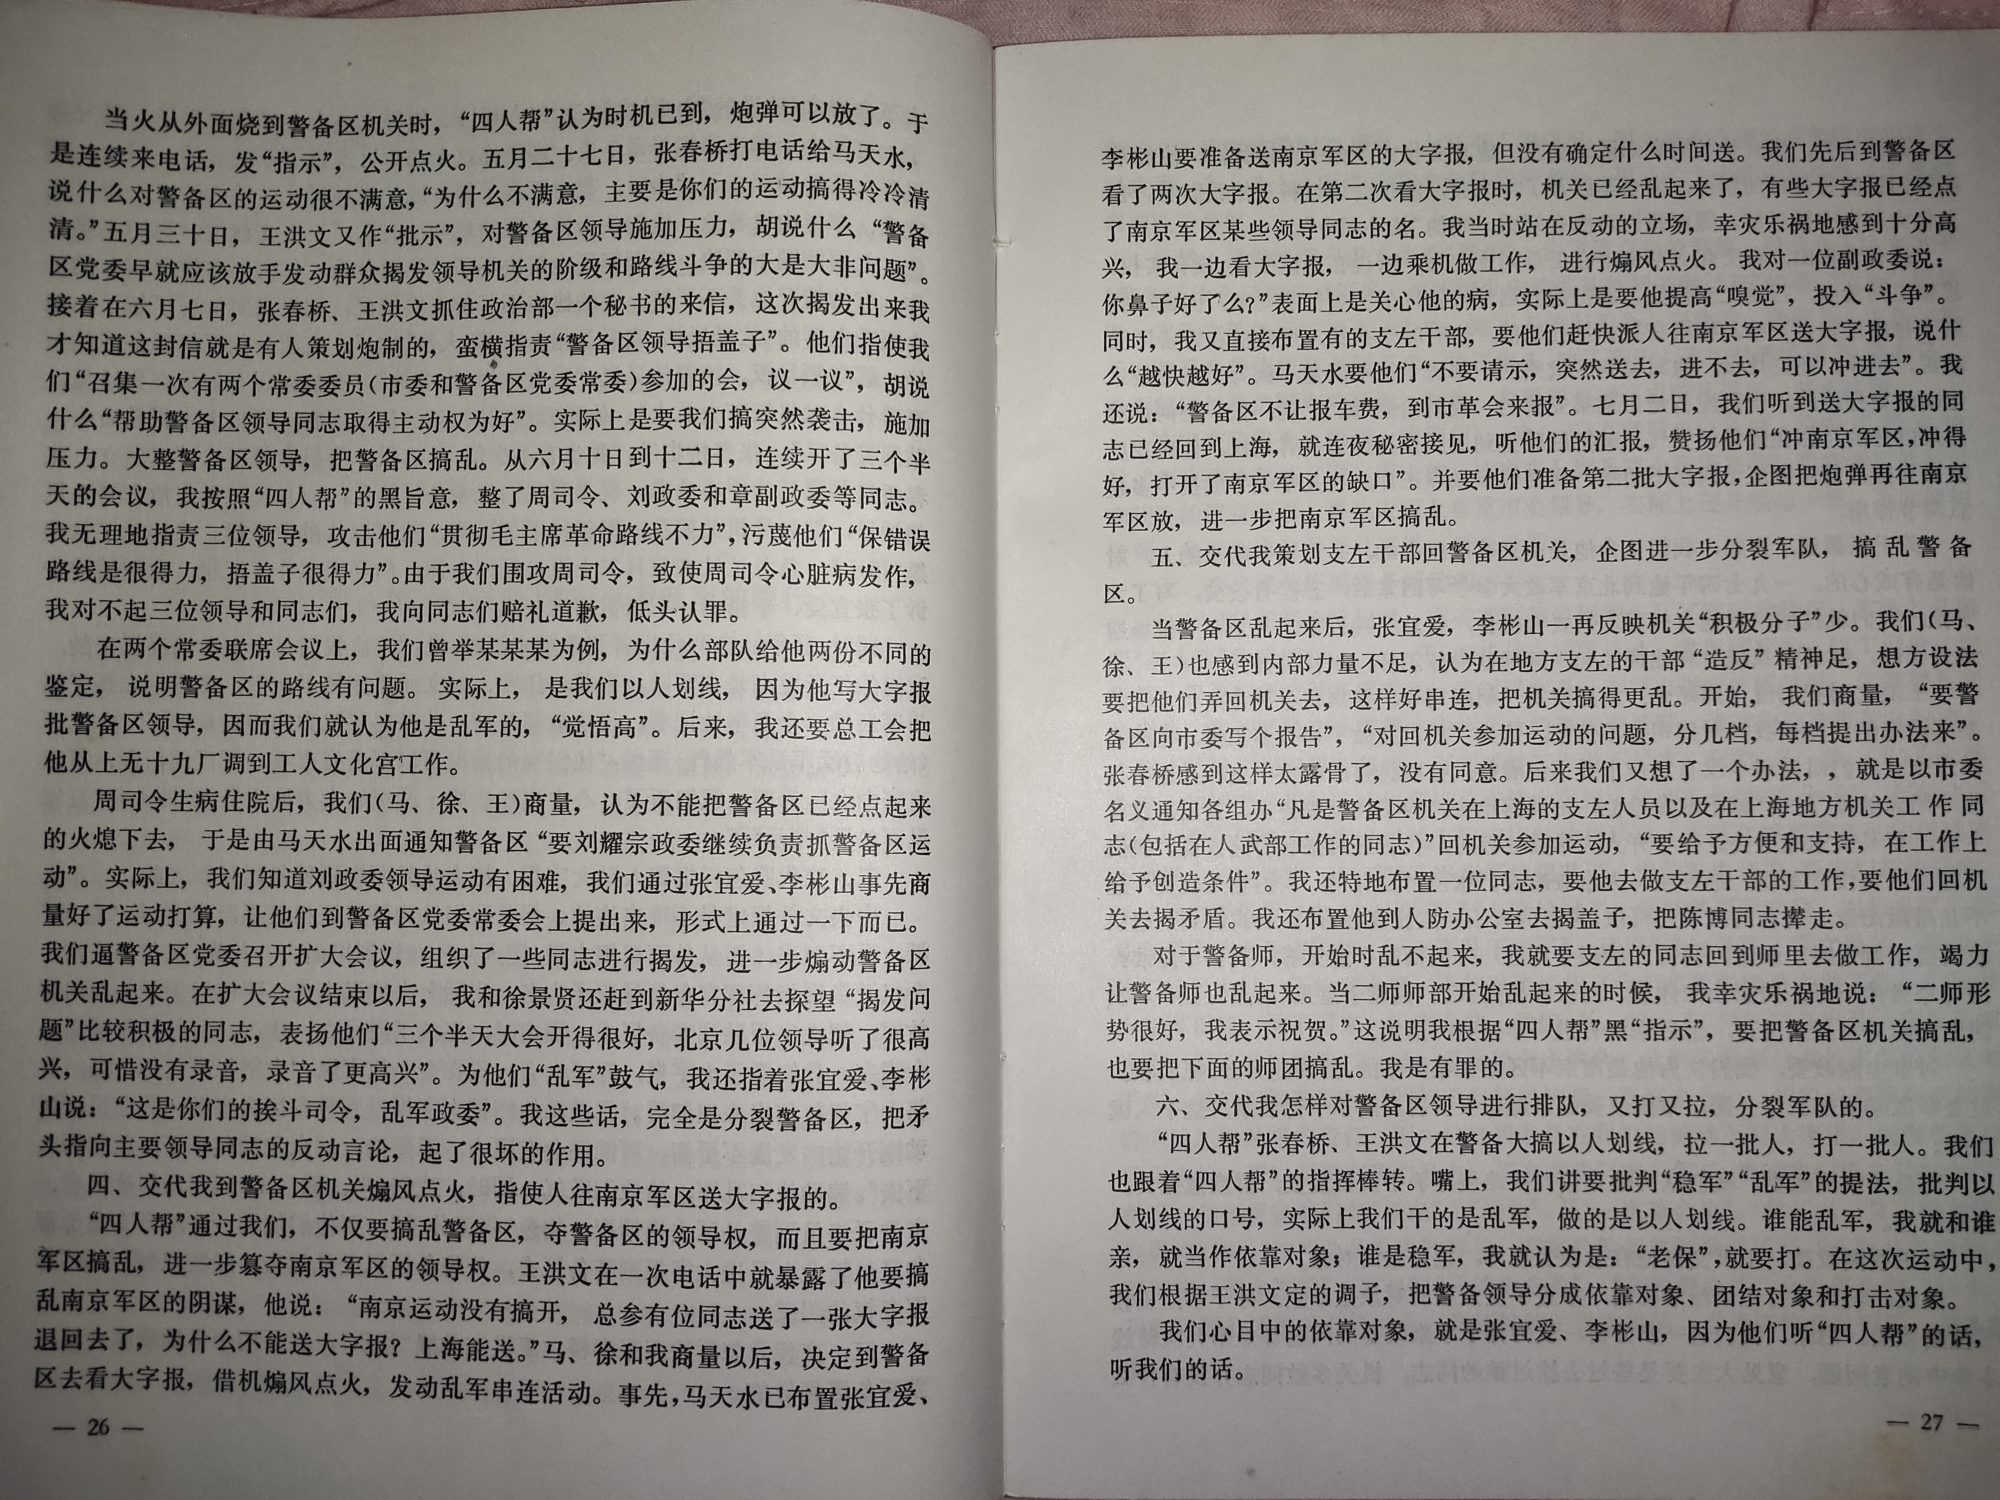 当火从外面烧到警备区机关时，“四人帮”认为时机已到，炮弹可以放了。于
是连续来电话，发“指示”，公开点火。五月二十七日，张春桥打电话给马天水，
说什么对警备区的运动很不满意，“为什么不满意，主要是你们的运动搞得冷冷清
清。”五月三十日，王洪文又作“批示”，对警备区领导施加压力，胡说什么“警备
区党委早就应该放手发动群众揭发领导机关的阶级和路线斗争的大是大非问题”。
接着在六月七日，张春桥、王洪文抓住政治部一个秘书的来信，这次揭发出来我
才知道这封信就是有人策划炮制的，蛮横指责“警备区领导捂盖子”。他们指使我
们“召集一次有两个常委委员(市委和警备区党委常委)参加的会，议一议”，胡说
什么“帮助警备区领导同志取得主动权为好”。实际上是要我们搞突然袭击，施加
压力。大整警备区领导，把警备区搞乱。从六月十日到十二日，连续开了三个半
天的会议，我按照“四人帮”的黑旨意，整了周司令、刘政委和章副政委等同志。
我无理地指责三位领导，攻击他们“贯彻毛主席革命路线不力”，污蔑他们“保错误
路线是很得力，捂盖子很得力”。由于我们围攻周司令，致使周司令心脏病发作，
我对不起三位领导和同志们，我向同志们赔礼道歉，低头认罪。
在两个常委联席会议上，我们曾举某某某为例，为什么部队给他两份不同的
鉴定，说明警备区的路线有问题。实际上，是我们以人划线，因为他写大字报
批警备区领导，因而我们就认为他是乱军的，“觉悟高”。后来，我还要总工会把
他从上无十九厂调到工人文化宫工作。
周司令生病住院后，我们(马、徐、王)商量，认为不能把警备区已经点起来
的火熄下去，于是由马天水出面通知警备区“要刘耀宗政委继续负责抓警备区运
动”。实际上，我们知道刘政委领导运动有困难，我们通过张宜爱、李彬山事先商
量好了运动打算，让他们到警备区党委常委会上提出来，形式上通过一下而已。
我们逼警备区党委召开扩大会议，组织了一些同志进行揭发，进一步煽动警备区
机关乱起来。在扩大会议结束以后，我和徐景贤还赶到新华分社去探望“揭发问
题”比较积极的同志，表扬他们“三个半天大会开得很好，北京几位领导听了很高
兴，可惜没有录音，录音了更高兴”。为他们“乱军”鼓气，我还指着张宜爱、李彬
山说：“这是你们的挨斗司令，乱军政委”。我这些话，完全是分裂警备区，把矛
头指向主要领导同志的反动言论，起了很坏的作用。
四、交代我到警备区机关煽风点火，指使人往南京军区送大字报的。
“四人帮”通过我们，不仅要搞乱警备区，夺警备区的领导权，而且要把南京
军区搞乱，进一步篡夺南京军区的领导权。王洪文在一次电话中就暴露了他要搞
乱南京军区的阴谋，他说：“南京运动没有搞开，总参有位同志送了一张大字报
退回去了，为什么不能送大字报？上海能送。”马、徐和我商量以后，决定到警备
区去看大字报，借机煽风点火，发动乱军串连活动。事先，马天水已布置张宜爱、
— 26 —
李彬山要准备送南京军区的大字报，但没有确定什么时间送。我们先后到警备区
看了两次大字报。在第二次看大字报时，机关已经乱起来了，有些大字报已经点
了南京军区某些领导同志的名。我当时站在反动的立场，幸灾乐祸地感到十分高
兴，我一边看大字报，一边乘机做工作，进行煽风点火。我对一位副政委说：
你鼻子好了么？”表面上是关心他的病，实际上是要他提高“嗅觉”，投入“斗争”。
同时，我又直接布置有的支左干部，要他们赶快派人往南京军区送大字报，说什
么“越快越好”。马天水要他们“不要请示，突然送去，进不去，可以冲进去”。我
还说：“警备区不让报车费，到市革会来报”。七月二日，我们听到送大字报的同
志已经回到上海，就连夜秘密接见，听他们的汇报，赞扬他们“冲南京军区，冲得
好，打开了南京军区的缺口”。并要他们准备第二批大字报，企图把炮弹再往南京
军区放，进一步把南京军区搞乱。
五、交代我策划支左干部回警备区机关，企图进一步分裂军队，搞乱警备
区。
当警备区乱起来后，张宜爱，李彬山一再反映机关“积极分子”少。我们(马、
徐、王)也感到内部力量不足，认为在地方支左的干部“造反”精神足，想方设法
要把他们弄回机关去，这样好串连，把机关搞得更乱。开始，我们商量，“要警
备区向市委写个报告”，“对回机关参加运动的问题，分几档，每档提出办法来”。
张春桥感到这样太露骨了，没有同意。后来我们又想了一个办法，，就是以市委
名义通知各组办“凡是警备区机关在上海的支左人员以及在上海地方机关工作同
志(包括在人武部工作的同志)”回机关参加运动，“要给予方便和支持，在工作上
给予创造条件”。我还特地布置一位同志，要他去做支左干部的工作，要他们回机
关去揭矛盾。我还布置他到人防办公室去揭盖子，把陈博同志撵走。
对于警备师，开始时乱不起来，我就要支左的同志回到师里去做工作，竭力
让警备师也乱起来。当二师师部开始乱起来的时候，我幸灾乐祸地说：“二师形
势很好，我表示祝贺。”这说明我根据“四人帮”黑“指示”，要把警备区机关搞乱，
也要把下面的师团搞乱。我是有罪的。
六、交代我怎样对警备区领导进行排队，又打又拉，分裂军队的。
“四人帮”张春桥、王洪文在警备大搞以人划线，拉一批人，打一批人。我们
也跟着“四人帮”的指挥棒转。嘴上，我们讲要批判“稳军”“乱军”的提法，批判以
人划线的口号，实际上我们干的是乱军，做的是以人划线。谁能乱军，我就和谁
亲，就当作依靠对象；谁是稳军，我就认为是：“老保”，就要打。在这次运动中，
我们根据王洪文定的调子，把警备领导分成依靠对象、团结对象和打击对象。
我们心目中的依靠对象，就是张宜爱、李彬山，因为他们听“四人帮”的话，
听我们的话。
— 27 —